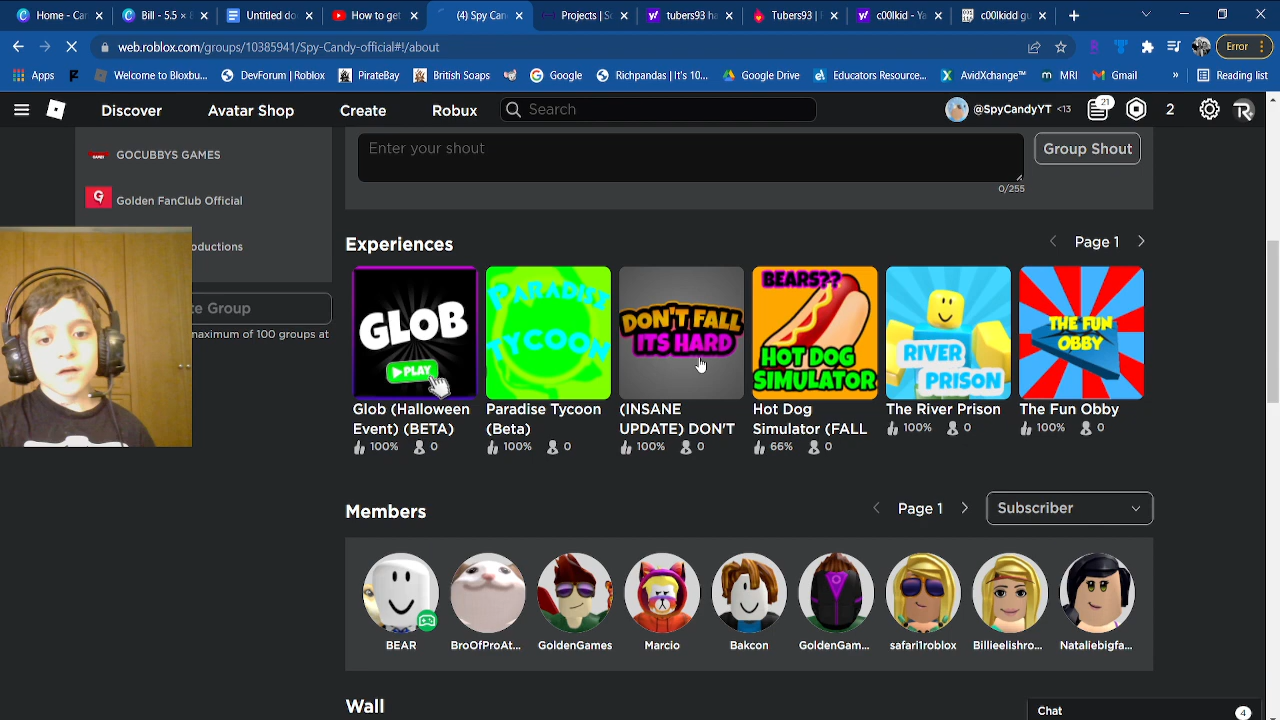 Home - Can
Bill - 5.5 ×
Untitled do
How to get
(4) Spy Can
Projects | Sc
tubers93 ha
Tubers93 |
c00lkid - Ya
c00lkidd gu
web.roblox.com/groups/10385941/Spy-Candy-official#!/about
Error
Apps
Welcome to Bloxbu...
DevForum | Roblox
PirateBay
British Soaps
Google
Richpandas | It's 10...
Google Drive
Educators Resource...
AvidXchange™
MRI
Gmail
»
Reading list
Discover
Avatar Shop
Create
Robux
Search
@SpyCandyYT <13
21
2
GOCUBBYS GAMES
Golden FanClub Official
oductions
te Group
maximum of 100 groups at
Enter your shout
Group Shout
0/255
Experiences
Page 1
GLOB
PLAY
PARADISE
TYCOON
DON'T FALL
ITS HARD
BEARS??
HOT DOG
SIMULATOR
RIVER
PRISON
THE FUN
OBBY
Glob (Halloween
Event) (BETA)
100% 0
Paradise Tycoon
(Beta)
100% 0
(INSANE
UPDATE) DON'T
100% 0
Hot Dog
Simulator (FALL
66% 0
The River Prison
100% 0
The Fun Obby
100% 0
Members
Page 1
Subscriber
BEAR
BroOfProAt...
GoldenGames
Marcio
Bakcon
GoldenGam...
safari1roblox
Billieelishro...
Nataliebigfa...
Wall
Chat
4